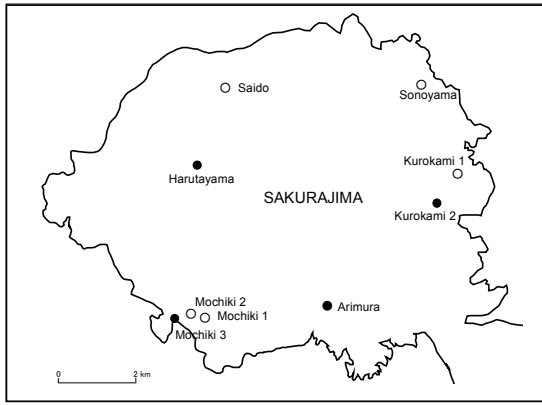 Saido
Sonoyama
Kurokami 1
Harutayama
SAKURAJIMA
Kurokami 2
Mochiki 2
Arimura
Mochiki 1
Mochiki 3
0 2 km